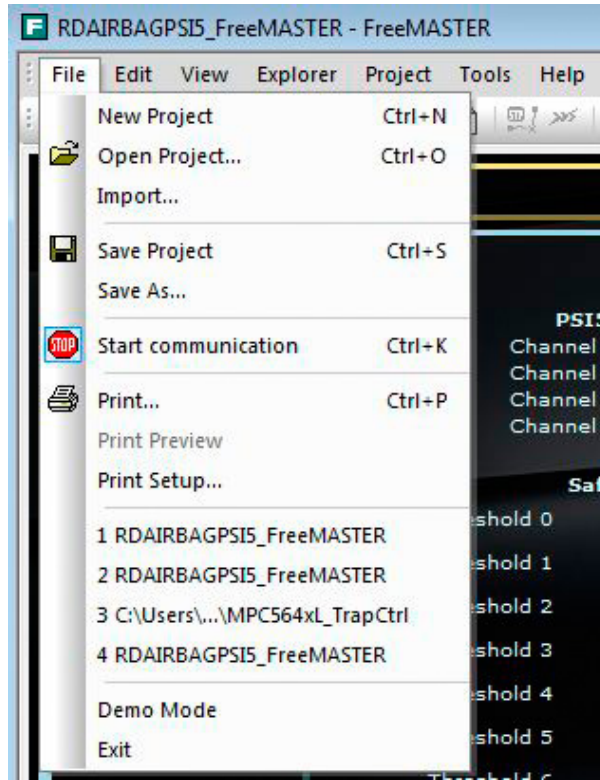 RDAIRBAGPSI5_FreeMASTER - FreeMASTER
File Edit View Explorer Project Tools Help
New Project Ctrl+N
Open Project... Ctrl+O
Import...
Save Project Ctrl+S
Save As...
STOP Start communication Ctrl+K
Print... Ctrl+P
Print Preview
Print Setup...
1 RDAIRBAGPSI5_FreeMASTER
2 RDAIRBAGPSI5_FreeMASTER
3 C:\Users\...\MPC564xL_TrapCtrl
4 RDAIRBAGPSI5_FreeMASTER
Demo Mode
Exit
PSI5
Channel
Channel
Channel
Channel
Saf
eshold 0
eshold 1
eshold 2
eshold 3
eshold 4
eshold 5